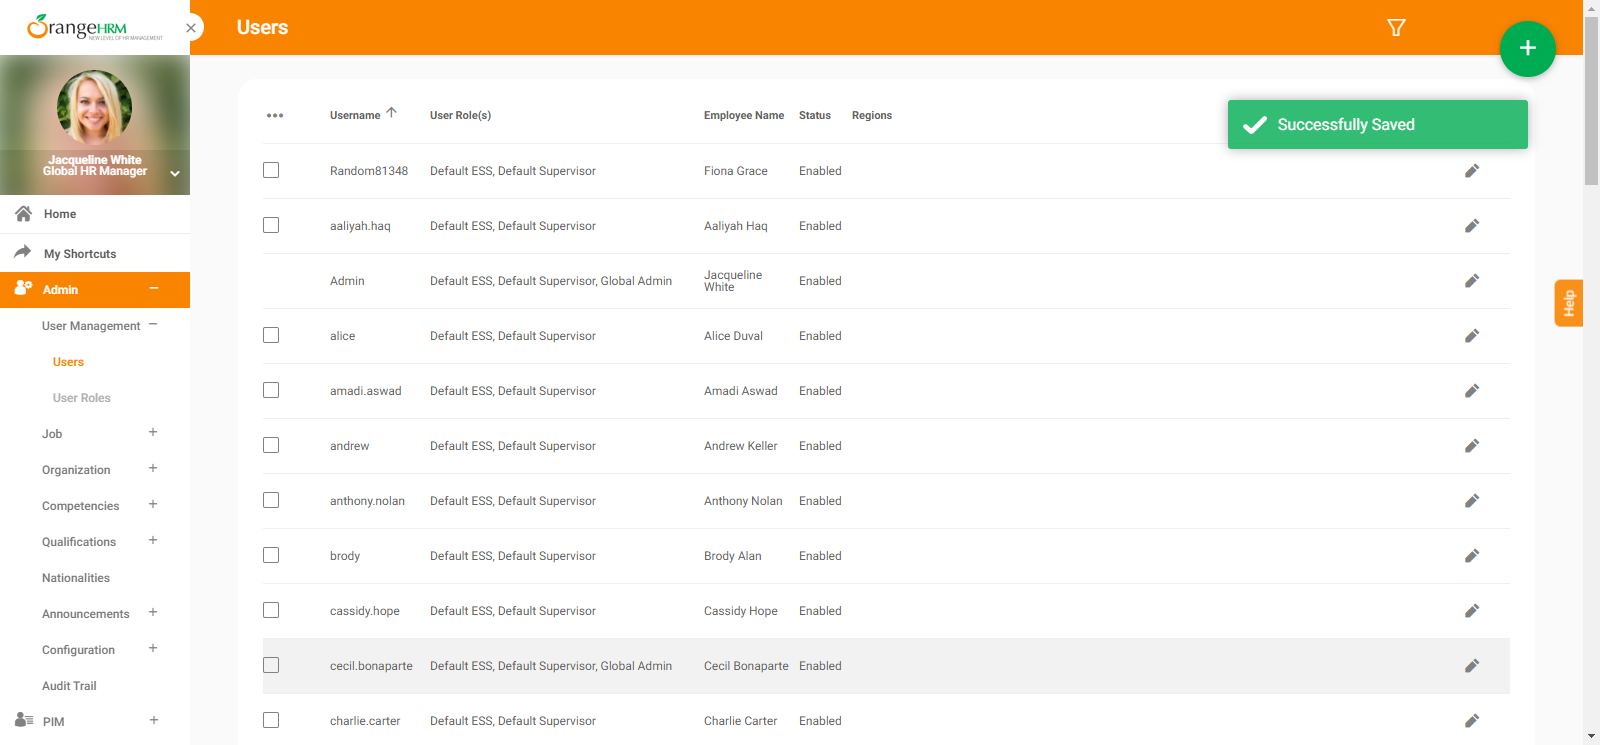 OrangeHRM
NEW LEVEL OF HR MANAGEMENT
Users
Jacqueline White
Global HR Manager
Home
My Shortcuts
Admin
User Management
Users
User Roles
Job
Organization
Competencies
Qualifications
Nationalities
Announcements
Configuration
Audit Trail
PIM
Username User Role(s) Employee Name Status Regions
Successfully Saved
Random81348 Default ESS, Default Supervisor Fiona Grace Enabled
aaliyah.haq Default ESS, Default Supervisor Aaliyah Haq Enabled
Admin Default ESS, Default Supervisor, Global Admin Jacqueline White Enabled
alice Default ESS, Default Supervisor Alice Duval Enabled
amadi.aswad Default ESS, Default Supervisor Amadi Aswad Enabled
andrew Default ESS, Default Supervisor Andrew Keller Enabled
anthony.nolan Default ESS, Default Supervisor Anthony Nolan Enabled
brody Default ESS, Default Supervisor Brody Alan Enabled
cassidy.hope Default ESS, Default Supervisor Cassidy Hope Enabled
cecil.bonaparte Default ESS, Default Supervisor, Global Admin Cecil Bonaparte Enabled
charlie.carter Default ESS, Default Supervisor Charlie Carter Enabled
Help